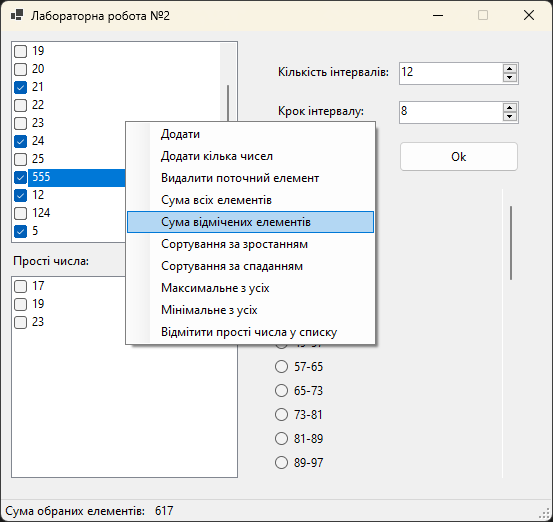 Лабораторна робота №2
19
20
21
22
23
24
25
555
12
124
5
Прості числа:
17
19
23
Кількість інтервалів: 12
Крок інтервалу: 8
Ok
Додати
Додати кілька чисел
Видалити поточний елемент
Сума всіх елементів
Сума відмічених елементів
Сортування за зростанням
Сортування за спаданням
Максимальне з усіх
Мінімальне з усіх
Відмітити прості числа у списку
57-65
65-73
73-81
81-89
89-97
Сума обраних елементів: 617